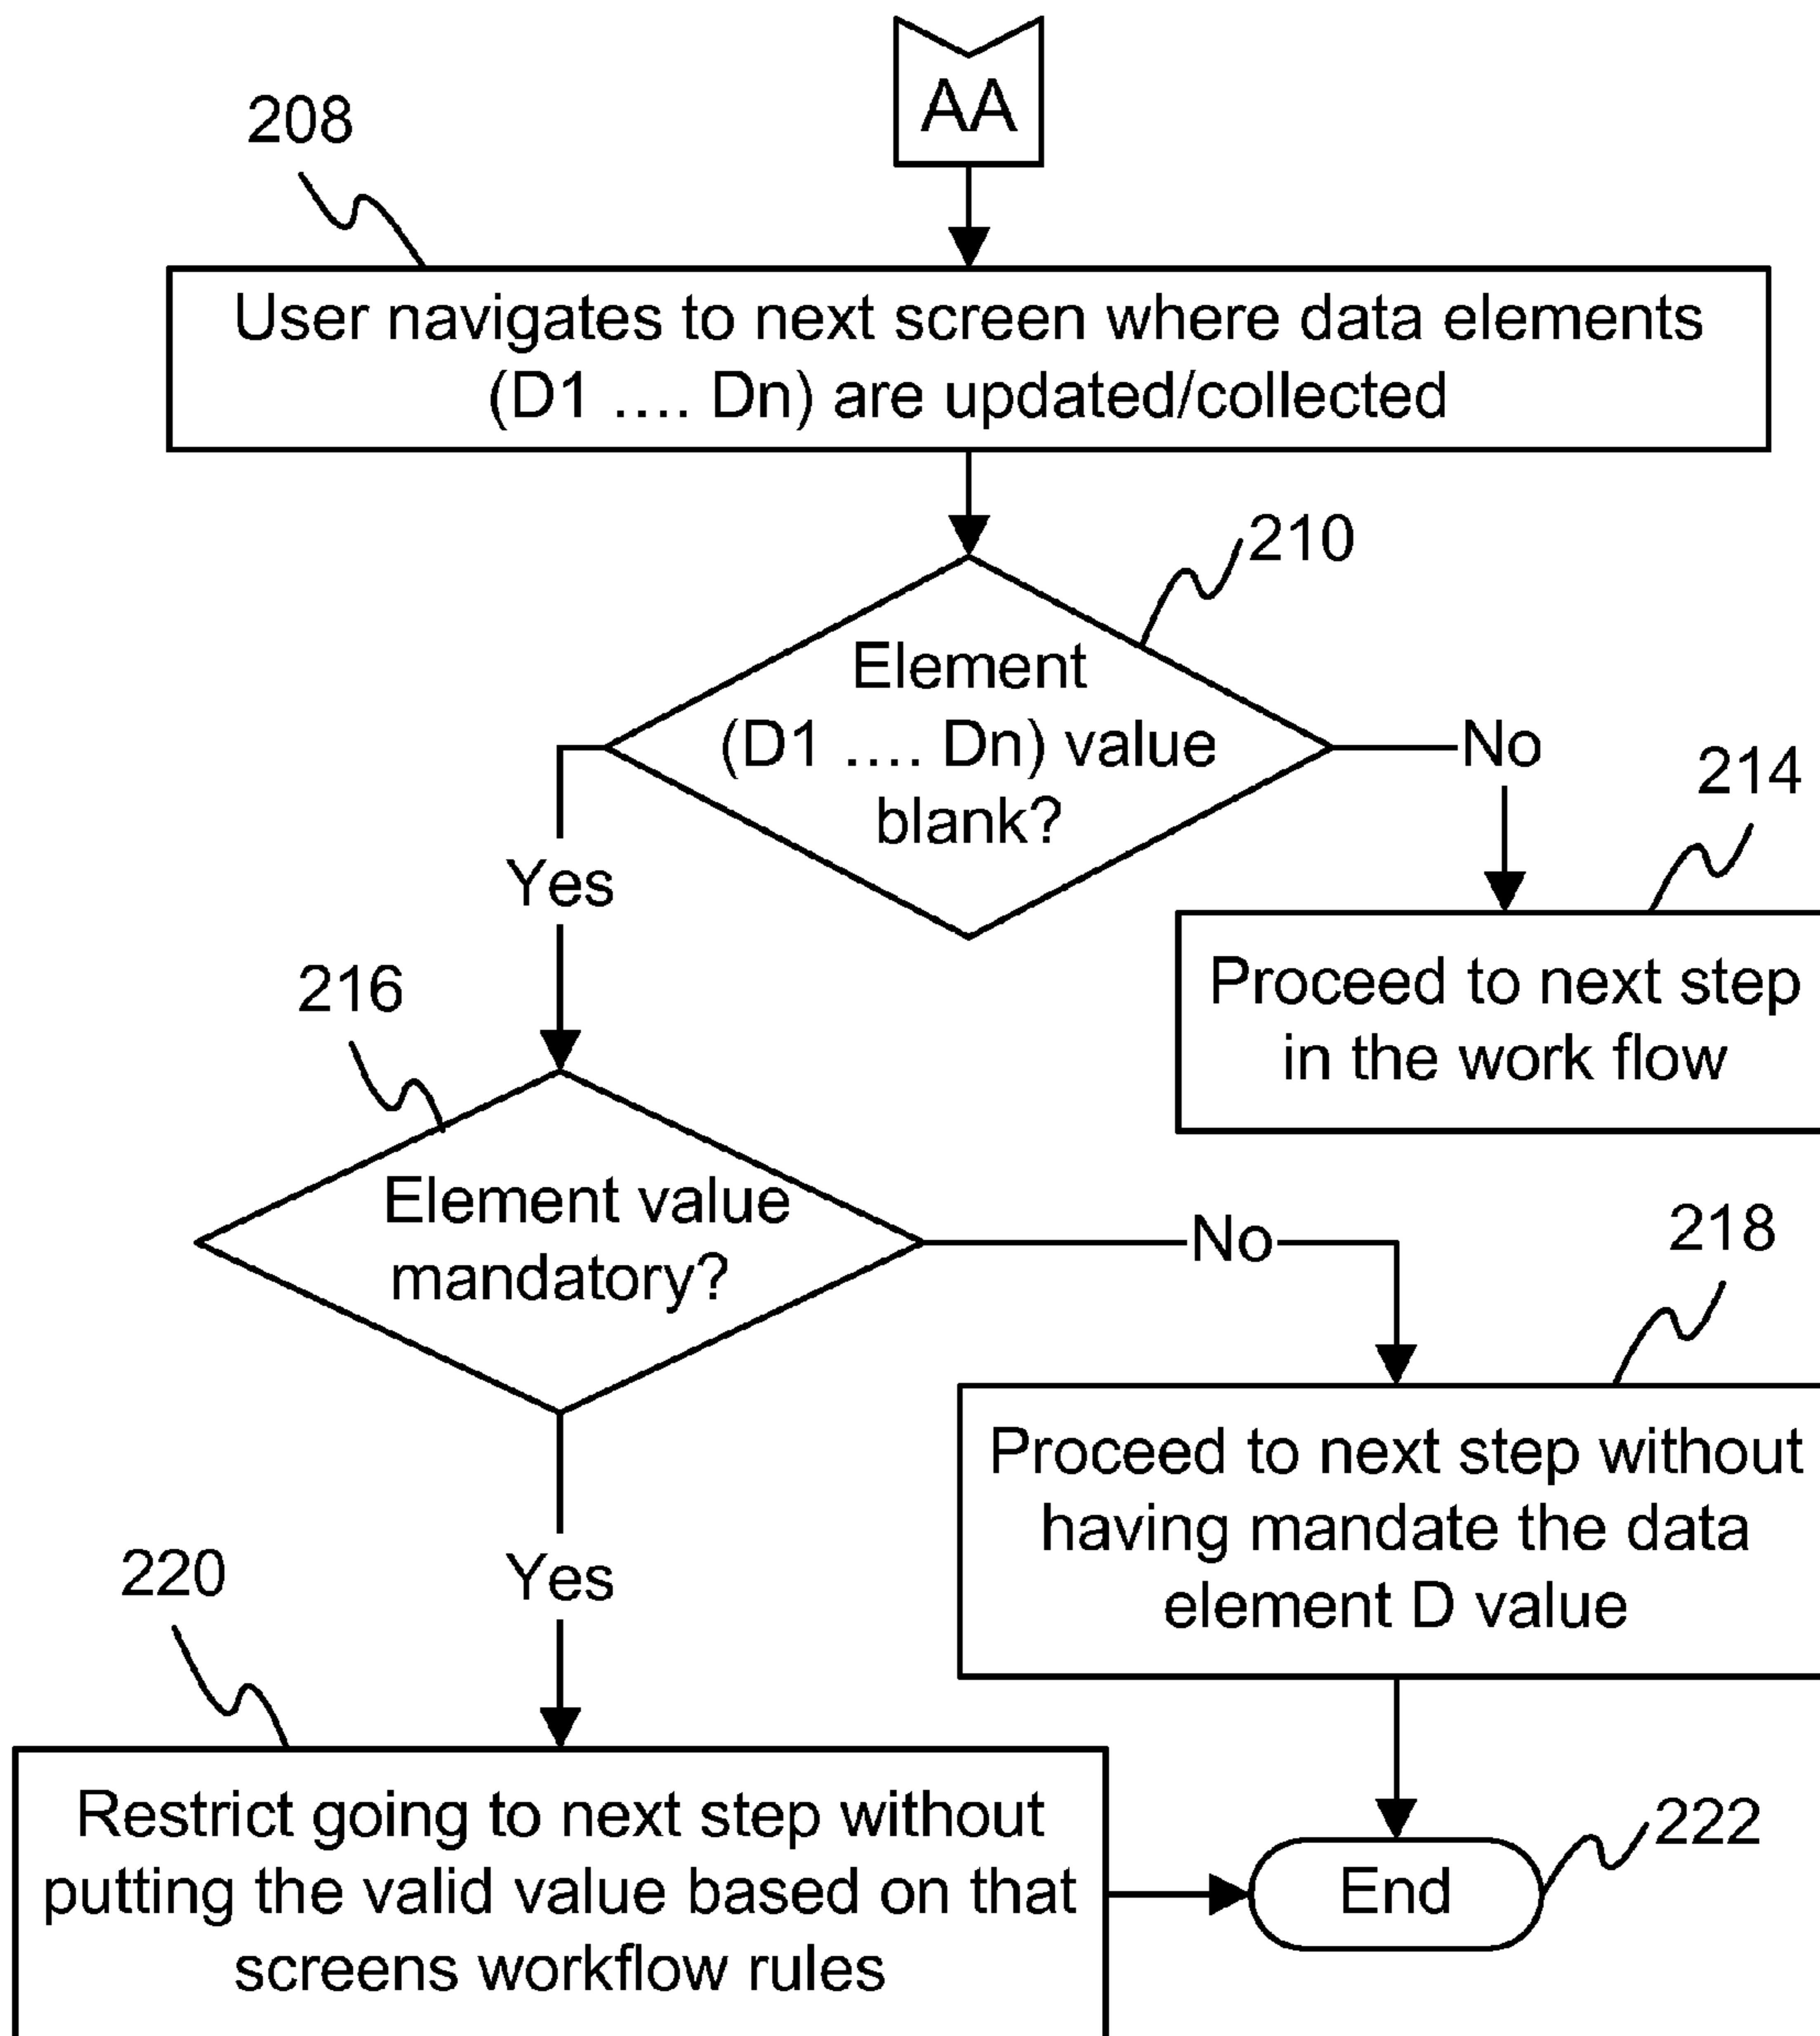 AA
208
User navigates to next screen where data elements
(D1 .... Dn) are updated/collected
210
Element
(D1 .... Dn) value
blank?
No
214
Yes
Proceed to next step
in the work flow
216
Element value
mandatory?
No
218
Proceed to next step without
having mandate the data
element D value
220
Yes
Restrict going to next step without
putting the valid value based on that
screens workflow rules
222
End